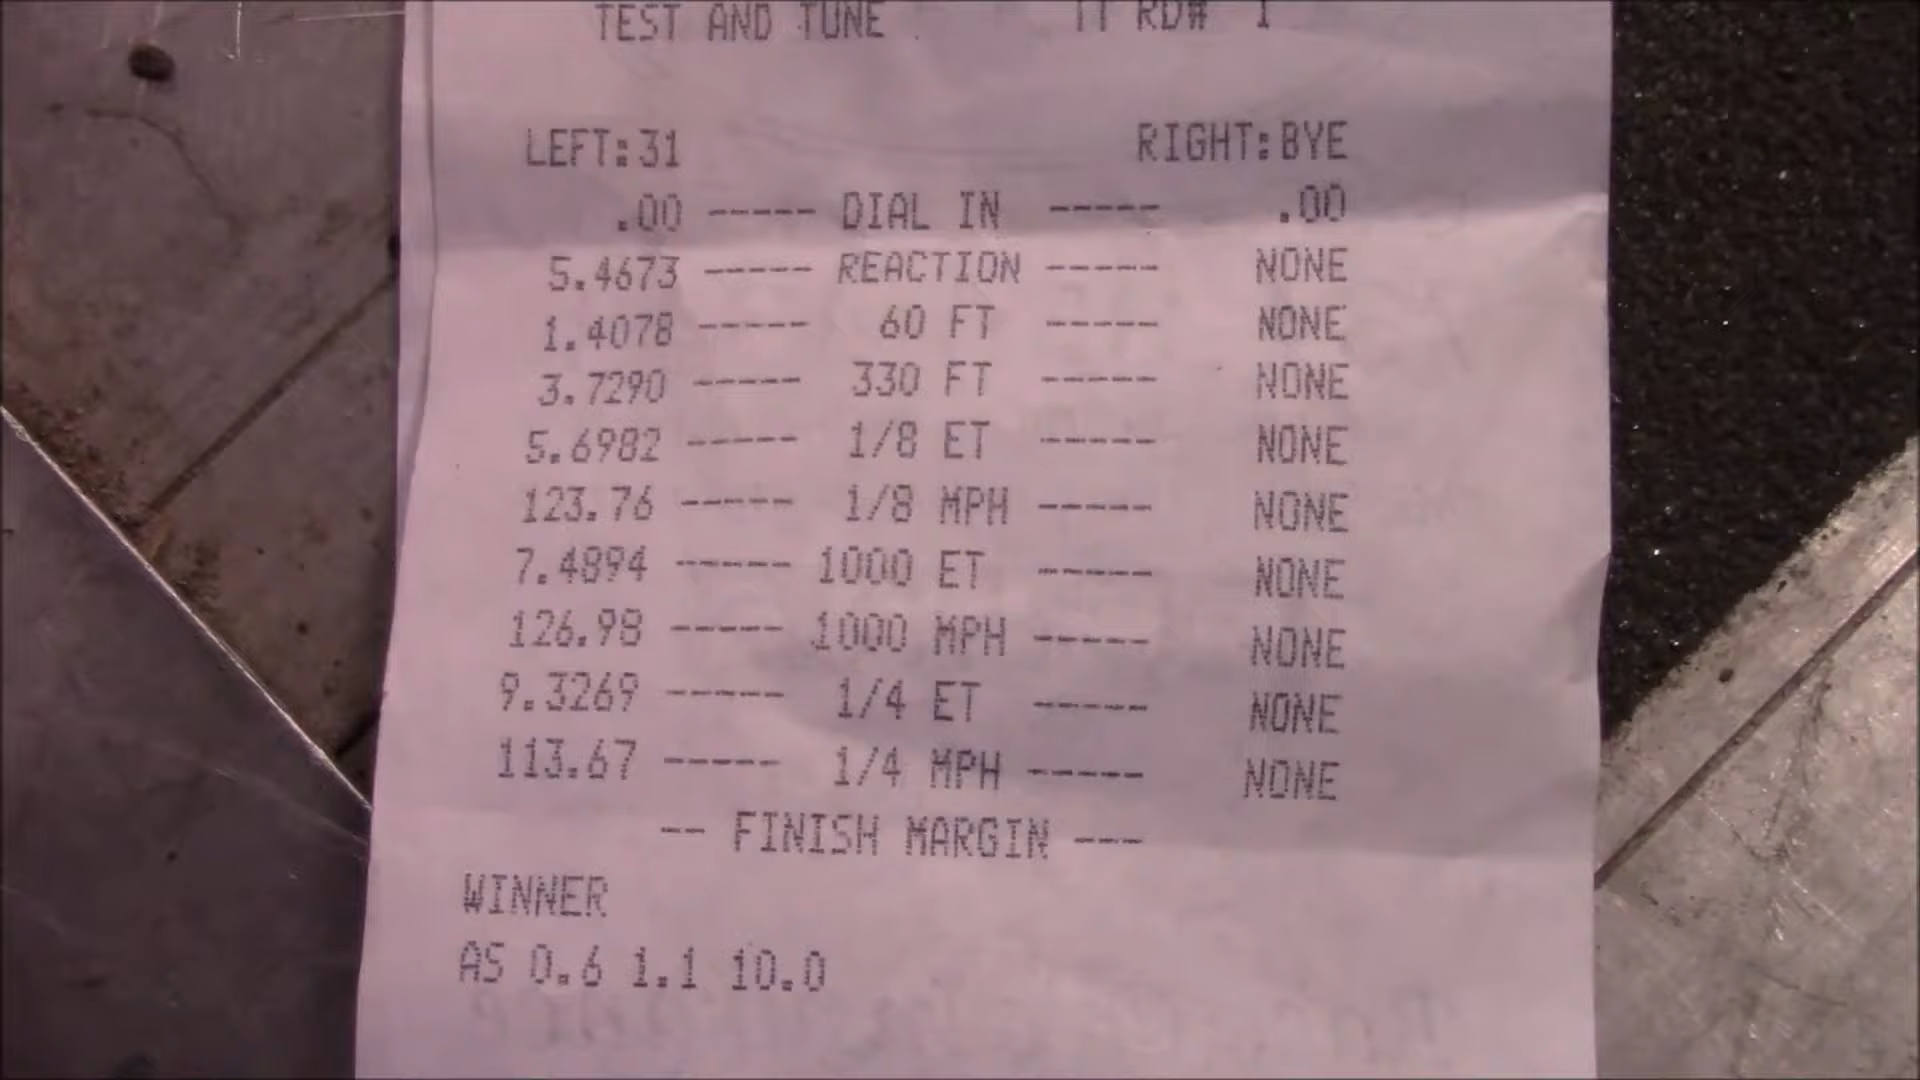 TEST AND TUNE . TT RD# 1
LEFT:31 RIGHT:BYE
.00 ----- DIAL IN ----- .00
5.4673 ----- REACTION ----- NONE
1.4078 ----- 60 FT ----- NONE
3.7290 ----- 330 FT ----- NONE
5.6982 ----- 1/8 ET ----- NONE
123.76 ----- 1/8 MPH ----- NONE
7.4894 ----- 1000 ET ----- NONE
126.98 ----- 1000 MPH ----- NONE
9.3269 ----- 1/4 ET ----- NONE
113.67 ----- 1/4 MPH ----- NONE
-- FINISH MARGIN ---
WINNER
AS 0.6 1.1 10.0